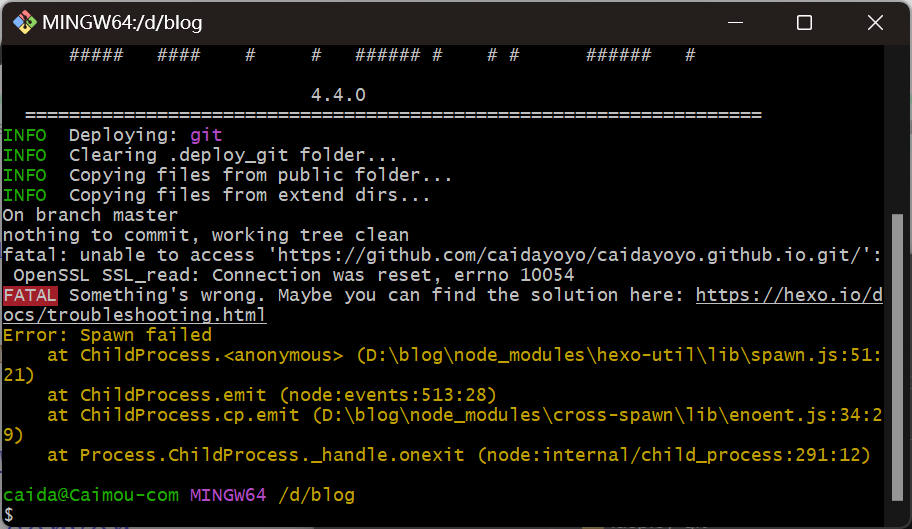 MINGW64:/d/blog
##### #### # # ###### # # # ###### #
4.4.0
===================================================================
INFO Deploying: git
INFO Clearing .deploy_git folder...
INFO Copying files from public folder...
INFO Copying files from extend dirs...
On branch master
nothing to commit, working tree clean
fatal: unable to access 'https://github.com/caidayoyo/caidayoyo.github.io.git/':
OpenSSL SSL_read: Connection was reset, errno 10054
FATAL Something's wrong. Maybe you can find the solution here: https://hexo.io/d
ocs/troubleshooting.html
Error: Spawn failed
at ChildProcess.<anonymous> (D:\blog\node_modules\hexo-util\lib\spawn.js:51:
21)
at ChildProcess.emit (node:events:513:28)
at ChildProcess.cp.emit (D:\blog\node_modules\cross-spawn\lib\enoent.js:34:2
9)
at Process.ChildProcess._handle.onexit (node:internal/child_process:291:12)
caida@Caimou-com MINGW64 /d/blog
$